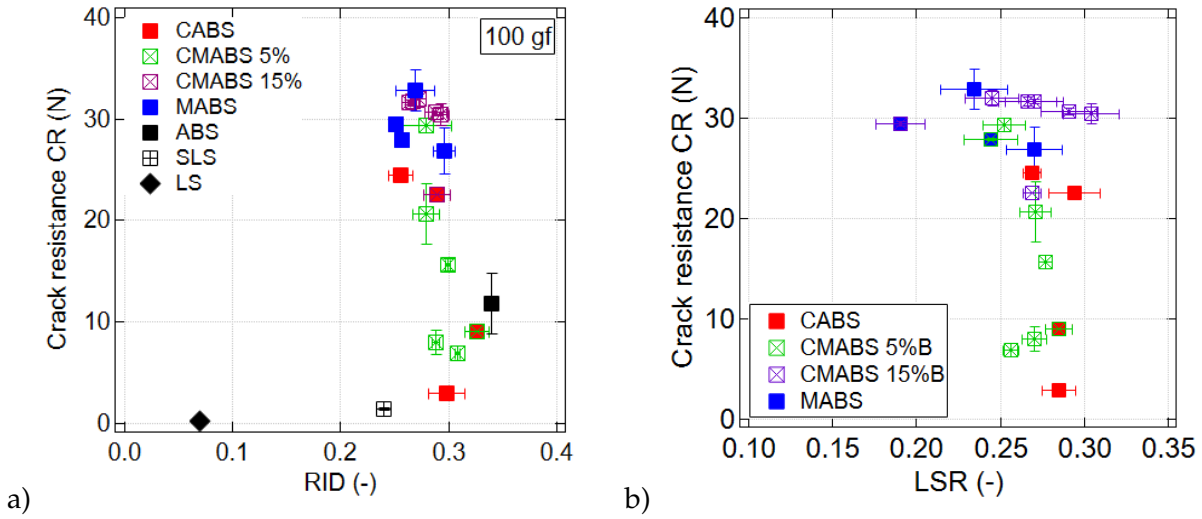 40
30
20
10
0
Crack resistance CR (N)
CABS
CMABS 5%
CMABS 15%
MABS
ABS
SLS
LS
100 gf
0.0 0.1 0.2 0.3 0.4
RID (-)
a)
40
30
20
10
0
Crack resistance CR (N)
CABS
CMABS 5%B
CMABS 15%B
MABS
0.10 0.15 0.20 0.25 0.30 0.35
LSR (-)
b)